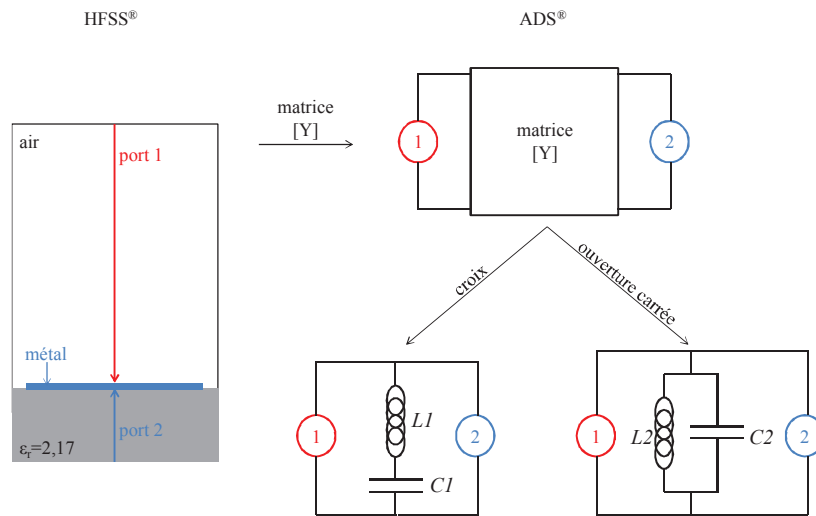 HFSS®
ADS®
air
port 1
métal
port 2
εr=2,17
matrice
[Y]
1
matrice
[Y]
2
croix
ouverture carrée
1
L1
C1
2
1
L2
C2
2